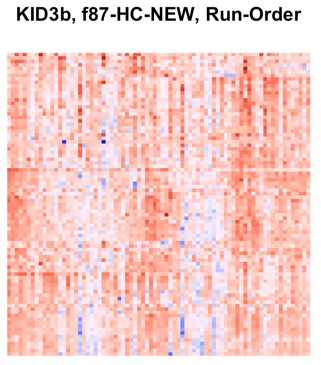 KID3b, f87-HC-NEW, Run-Order